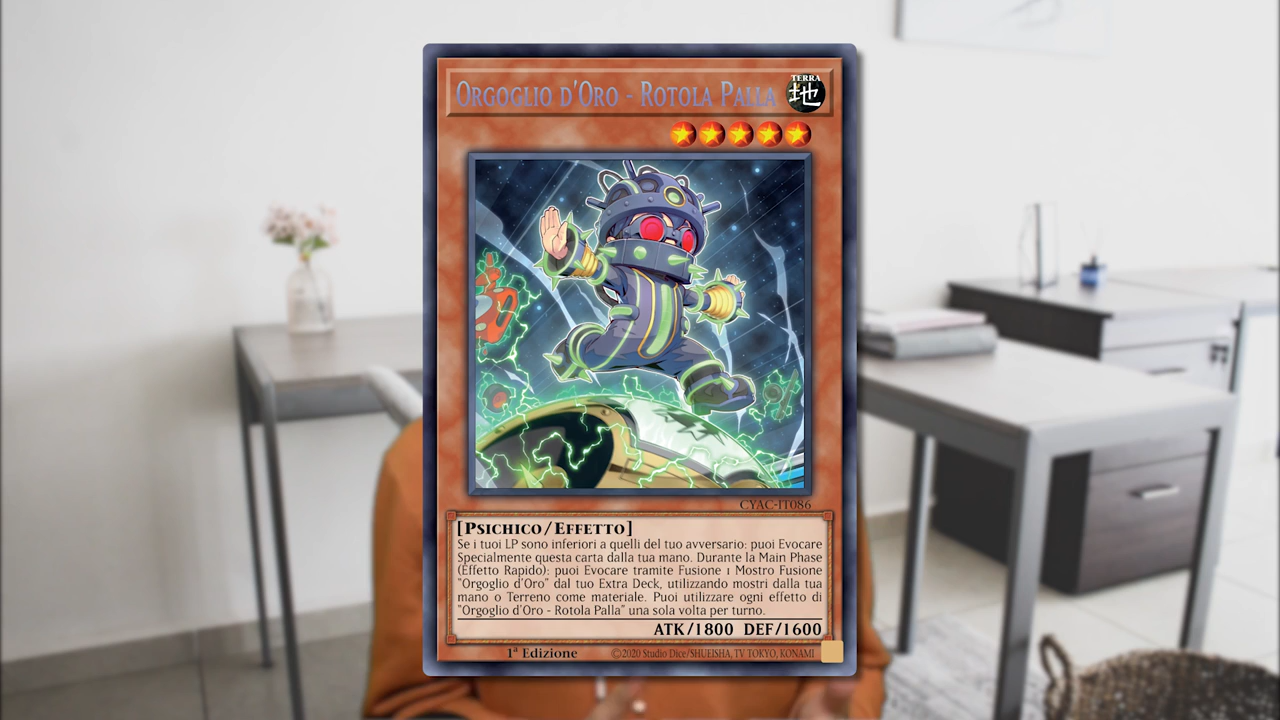 Orgoglio d'Oro - Rotola Palla
TERRA
地
CYAC-IT086
[Psichico/Effetto]
Se i tuoi LP sono inferiori a quelli del tuo avversario: puoi Evocare
Specialmente questa carta dalla tua mano. Durante la Main Phase
(Effetto Rapido): puoi Evocare tramite Fusione 1 Mostro Fusione
"Orgoglio d'Oro" dal tuo Extra Deck, utilizzando mostri dalla tua
mano o Terreno come materiale. Puoi utilizzare ogni effetto di
"Orgoglio d'Oro - Rotola Palla" una sola volta per turno.
ATK/1800 DEF/1600
1ª Edizione
©2020 Studio Dice/SHUEISHA, TV TOKYO, KONAMI